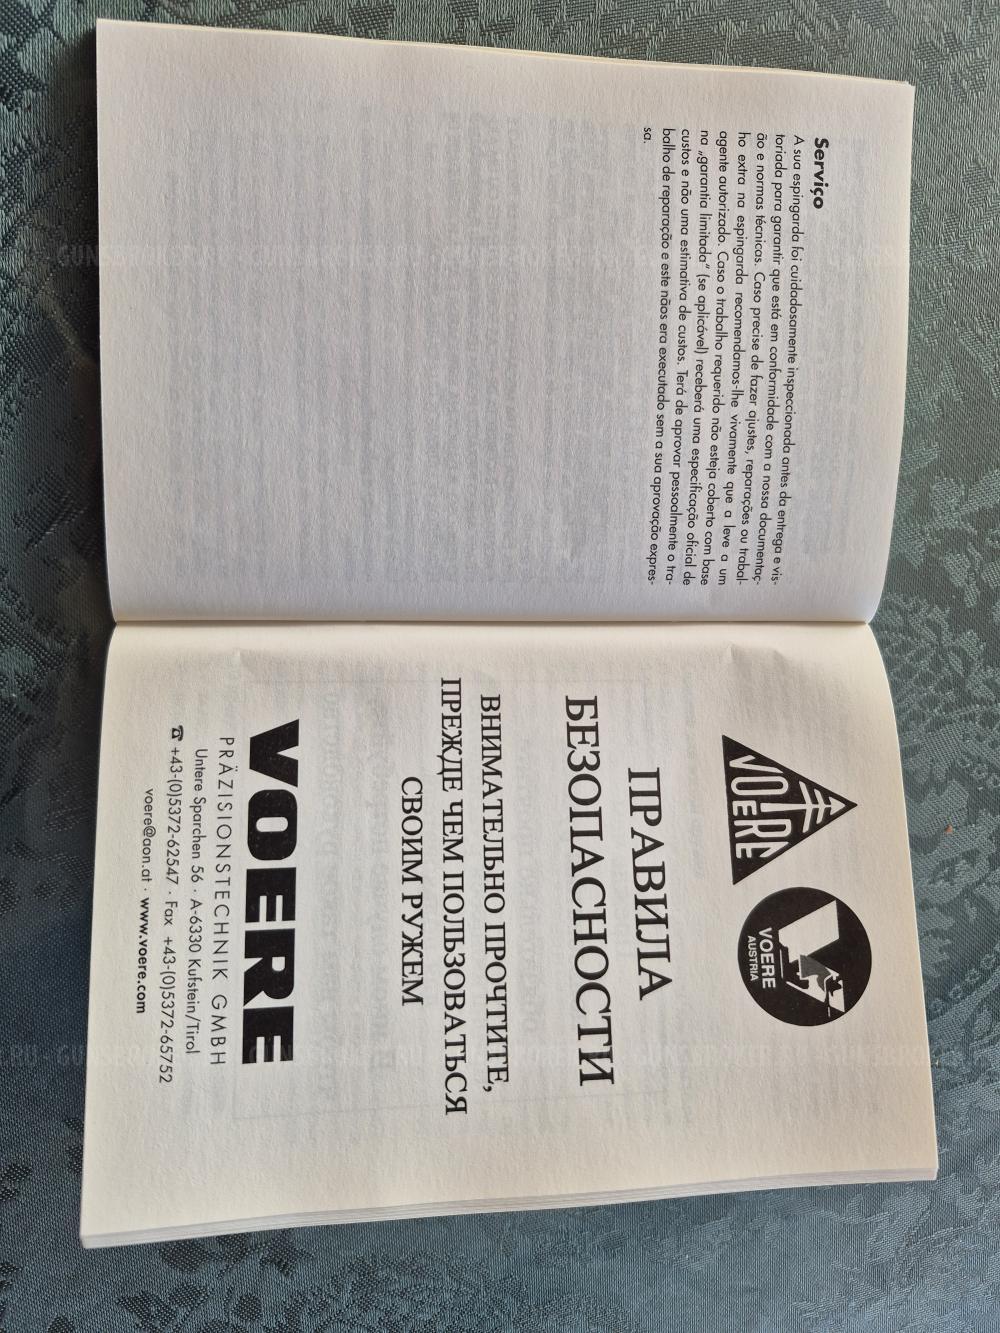 Serviço
A sua espingarda foi cuidadosamente inspeccionada antes da entrega e vis-
toriada para garantir que está em conformidade com a nossa documentaç-
ão e normas técnicas. Caso precise de fazer ajustes, reparações ou trabal-
ho extra na espingarda recomendamos-lhe vivamente que a leve a um
agente autorizado. Caso o trabalho requerido não esteja coberto com base
na „garantia limitada“ (se aplicável) receberá uma especificação oficial de
custos e não uma estimativa de custos. Terá de aprovar pessoalmente o tra-
balho de reparação e este nãos era executado sem a sua aprovação expres-
sa.
VOERE
VOERE
AUSTRIA
ПРАВИЛА
БЕЗОПАСНОСТИ
ВНИМАТЕЛЬНО ПРОЧТИТЕ,
ПРЕЖДЕ ЧЕМ ПОЛЬЗОВАТЬСЯ
СВОИМ РУЖЕМ
VOERE
PRÄZISIONSTECHNIK GMBH
Untere Sparchen 56 · A-6330 Kufstein/Tirol
☎ +43-(0)5372-62547 · Fax +43-(0)5372-65752
voere@aon.at · www.voere.com